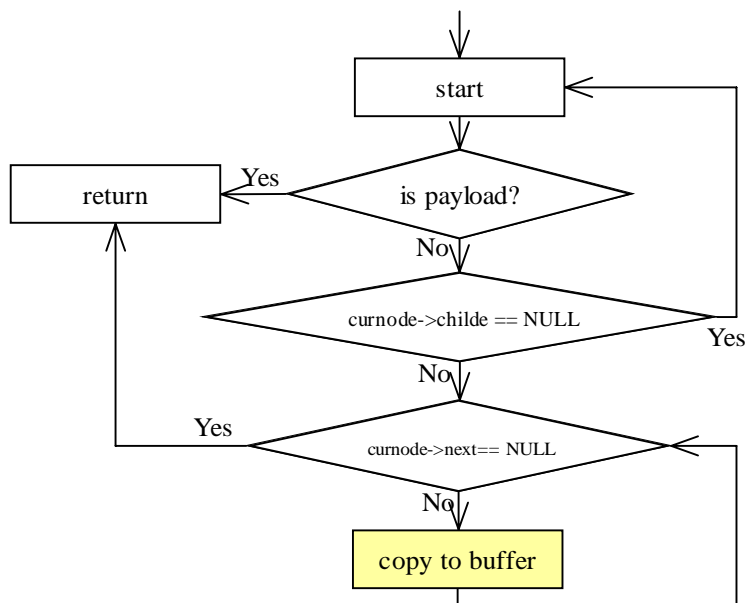 start
Yes
return
is payload?
No
curnode->childe == NULL
Yes
No
Yes
curnode->next== NULL
No
copy to buffer